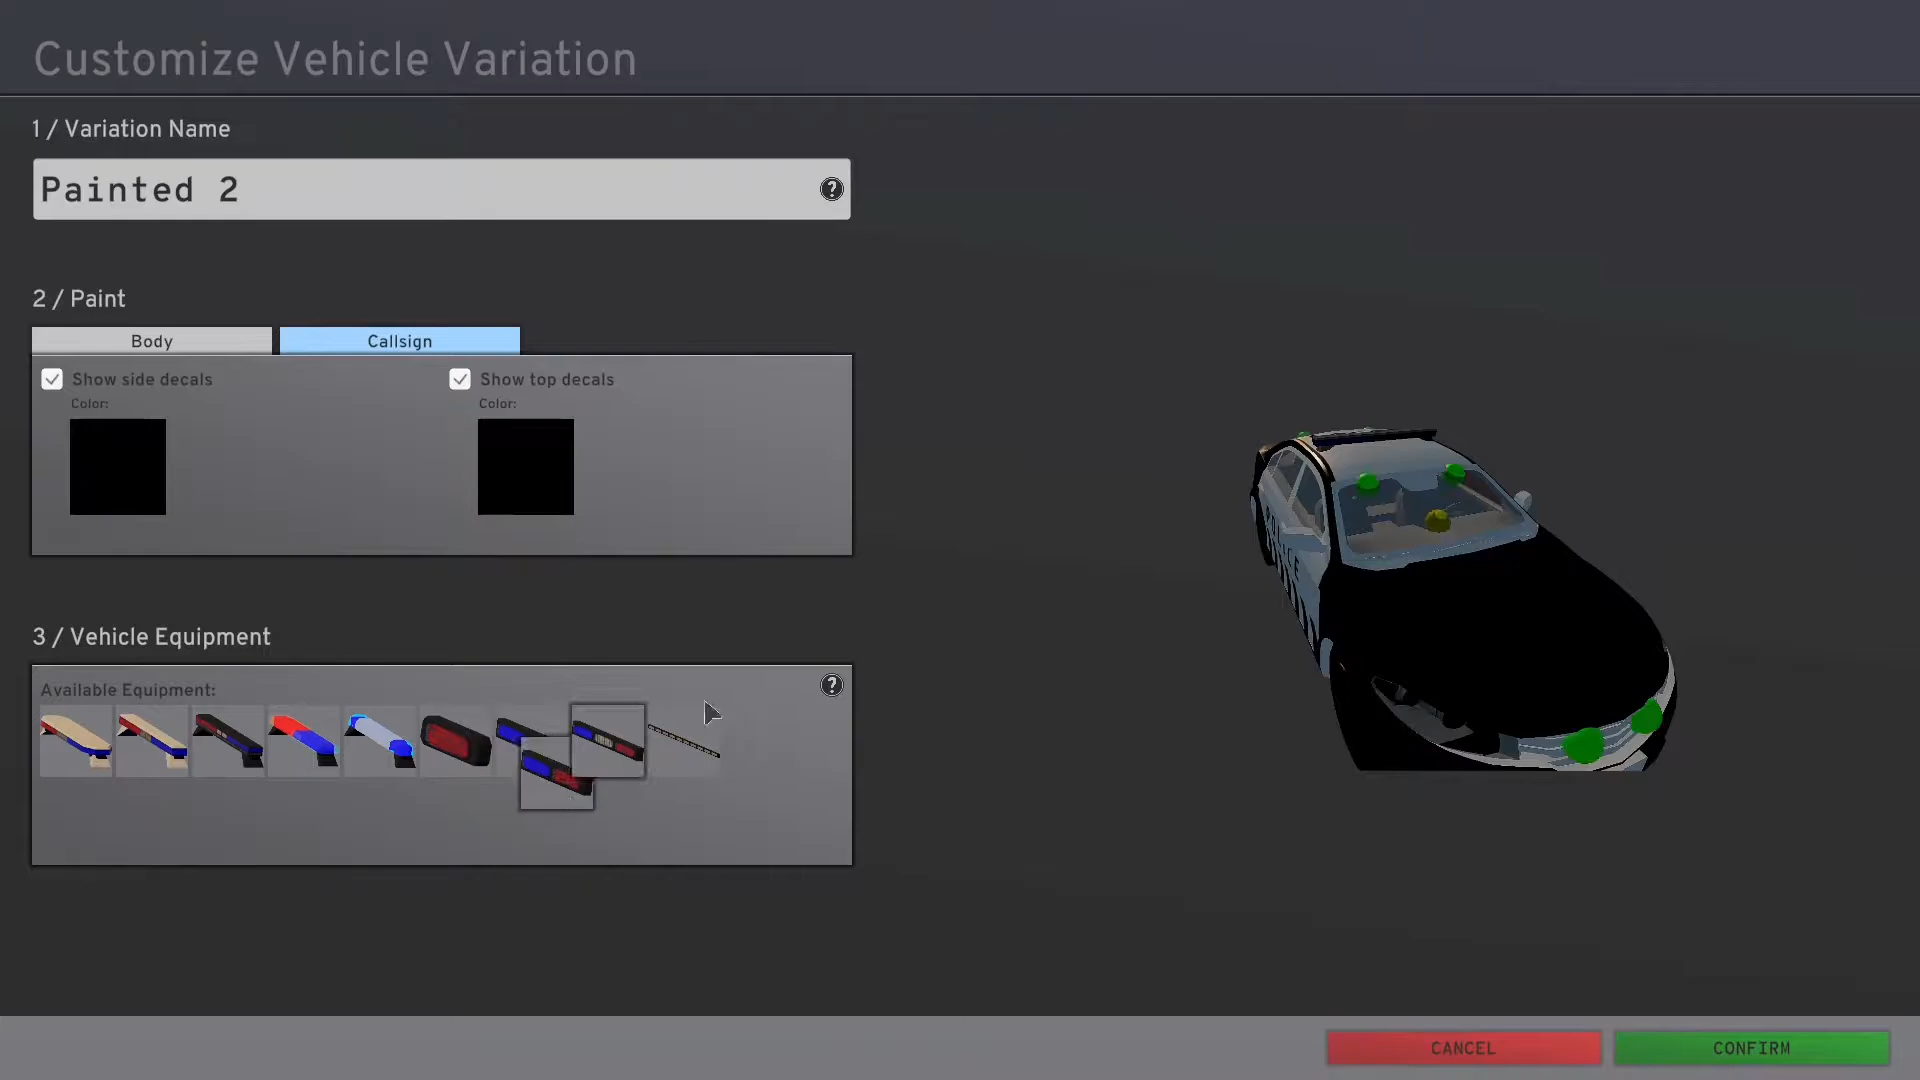 Customize Vehicle Variation
1 / Variation Name
Painted 2
?
2 / Paint
Body
Callsign
Show side decals
Show top decals
Color:
Color:
POLICE
3 / Vehicle Equipment
Available Equipment:
?
CANCEL
CONFIRM